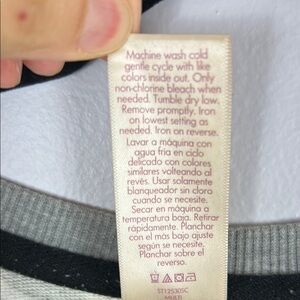 Machine wash cold
gentle cycle with like
colors inside out. Only
non-chlorine bleach when
needed. Tumble dry low.
Remove promptly. Iron
on lowest setting as
needed. Iron on reverse.
Lavar a máquina con
agua fria en ciclo
delicado con colores
similares volteando al
revés. Usar solamente
blanqueador sin cloro
cuando se necesite.
Secar en máquina a
temperatura baja. Retirar
rápidamente. Planchar
con el más bajo ajuste
según se necesite.
Planchar sobre el
reverso.
ST12530SC
MULTI